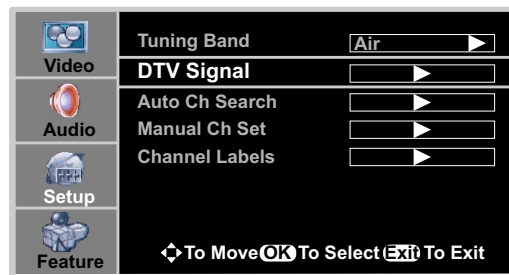 Video
Audio
Setup
Feature
Tuning Band Air
DTV Signal
Auto Ch Search
Manual Ch Set
Channel Labels
To Move OK To Select Exit To Exit